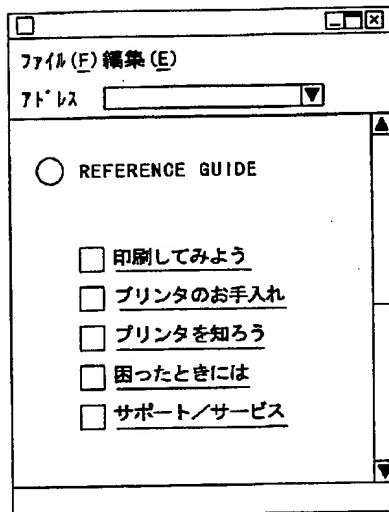 ファイル(F) 編集(E)
アドレス
REFERENCE GUIDE
印刷してみよう
プリンタのお手入れ
プリンタを知ろう
困ったときには
サポート/サービス